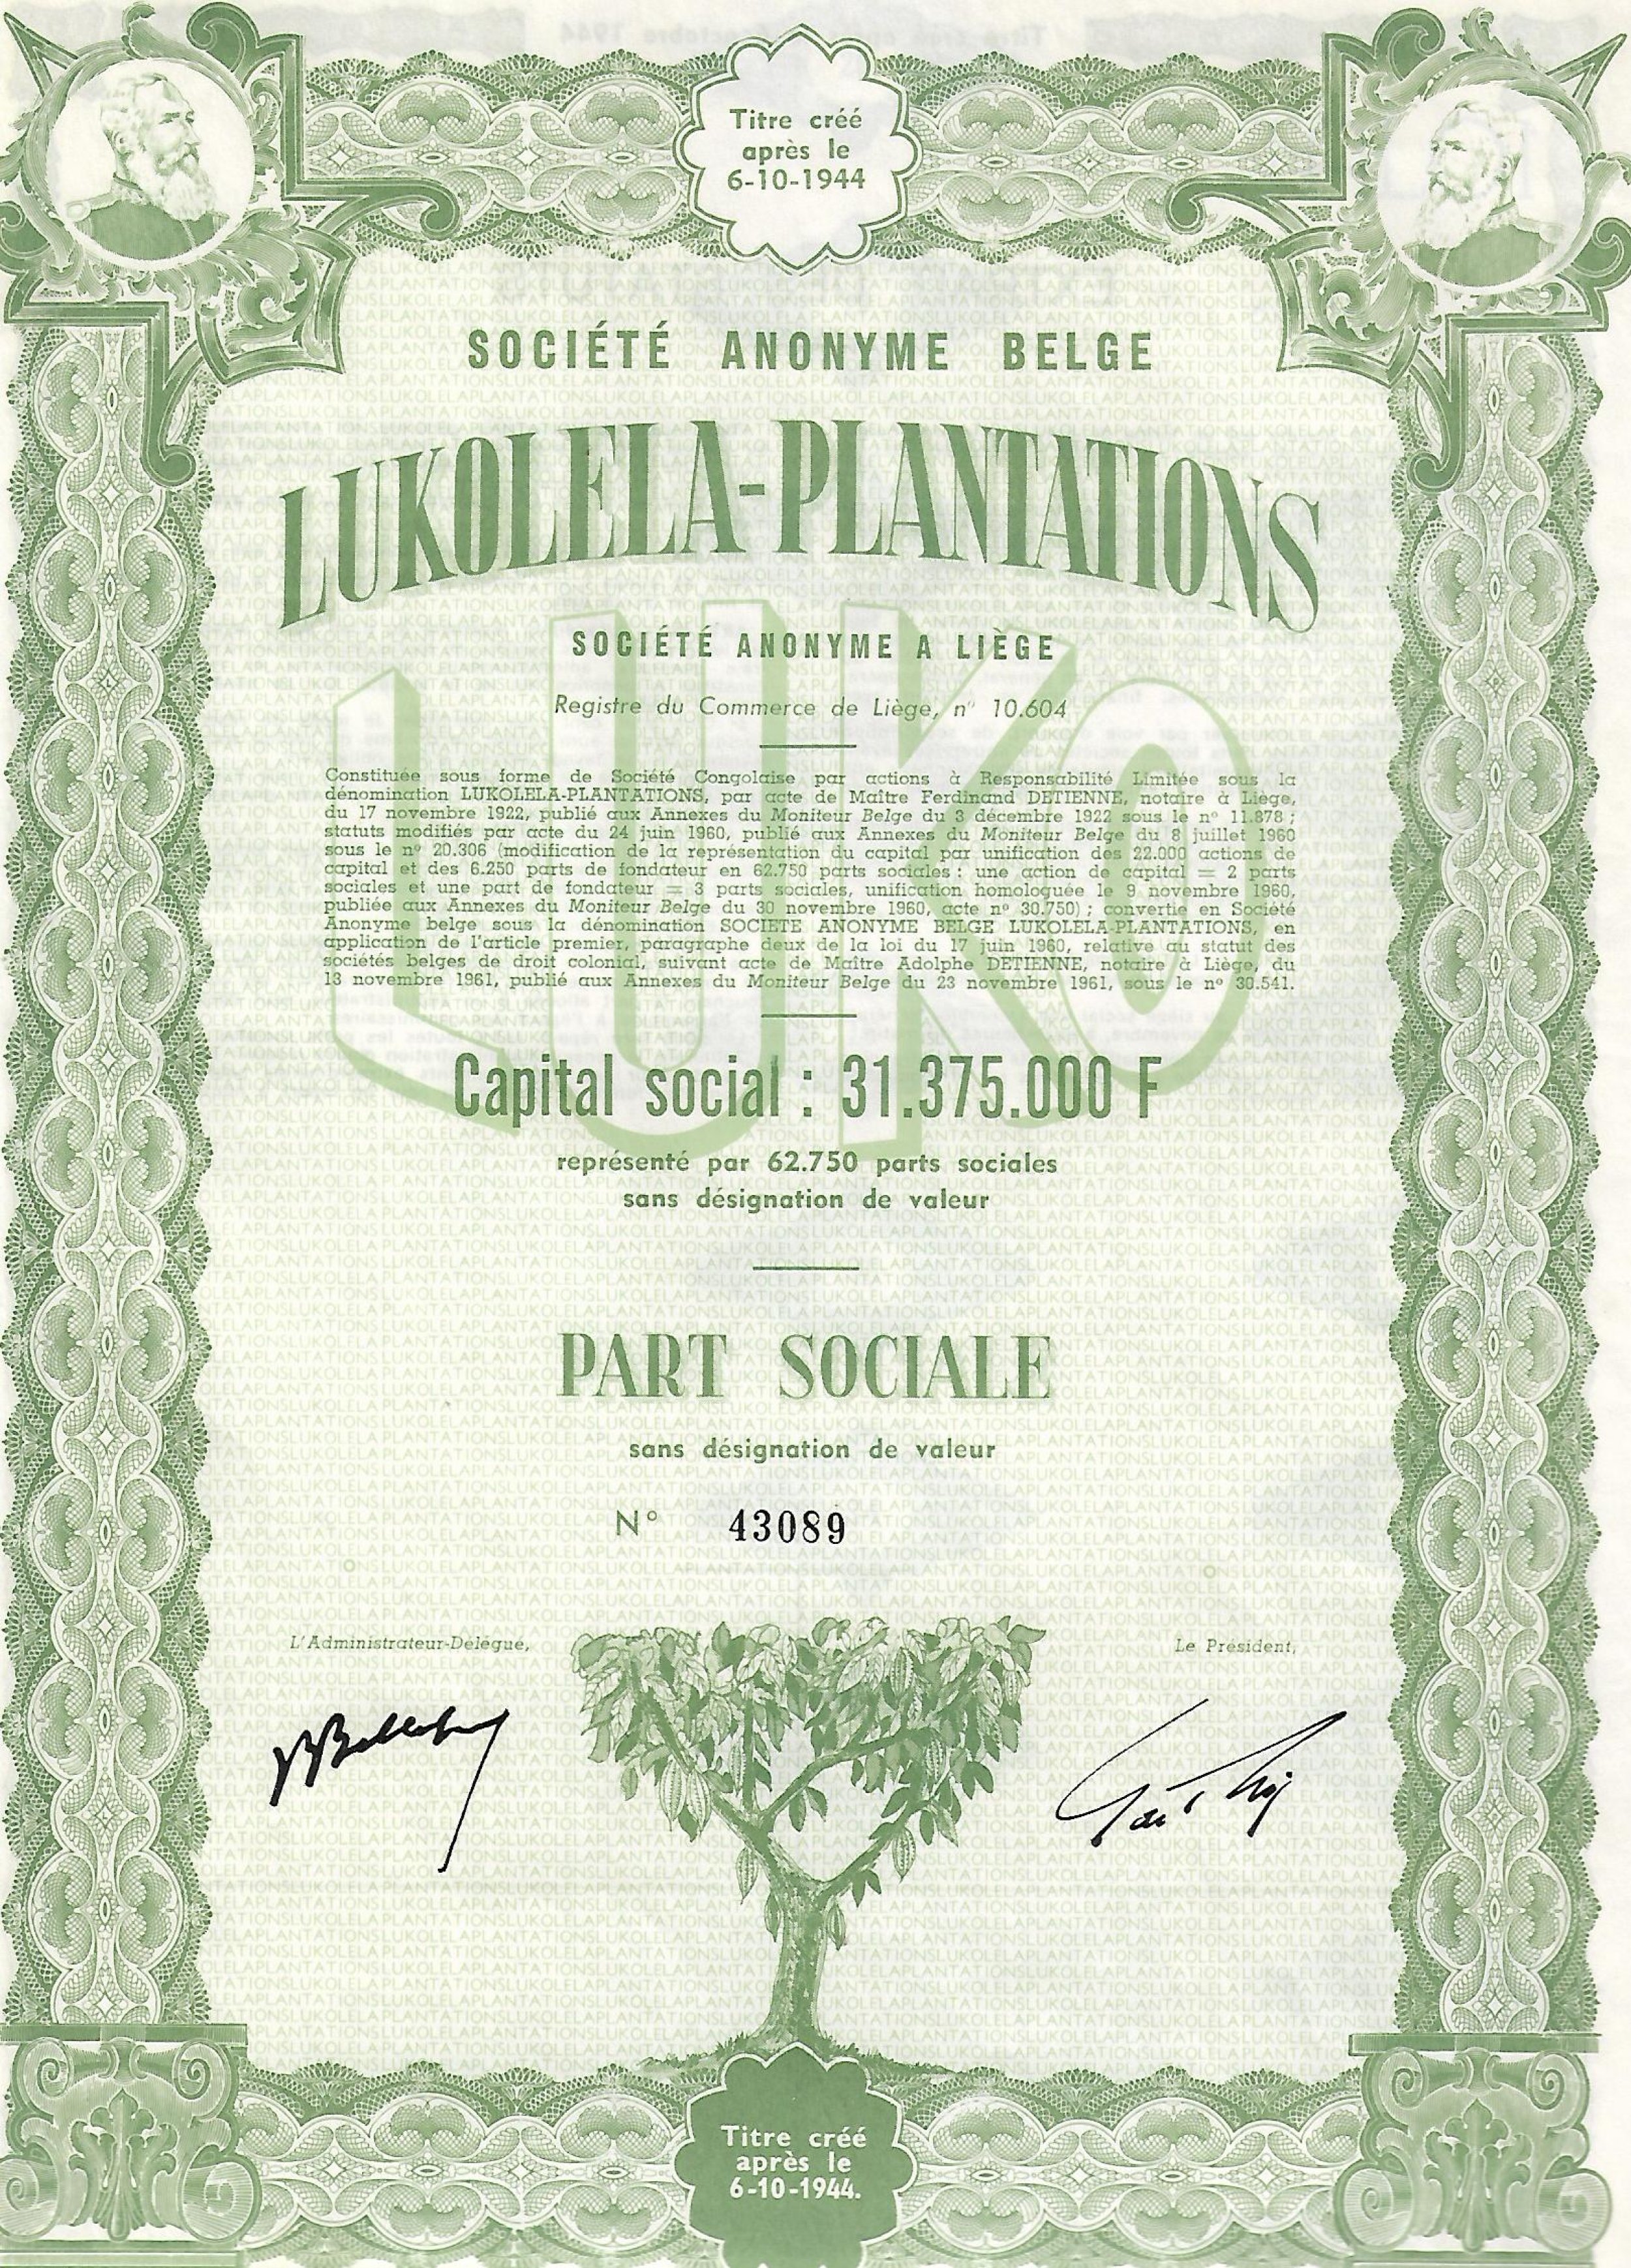 Titre créé
après le
6-10-1944
SOCIÉTÉ ANONYME BELGE
LUKOLELA-PLANTATIONS
LUKO
SOCIÉTÉ ANONYME A LIÈGE
Registre du Commerce de Liège, nº 10.604
Constituée sous forme de Société Congolaise par actions à Responsabilité Limitée sous la
dénomination LUKOLELA-PLANTATIONS, par acte de Maître Ferdinand DETIENNE, notaire à Liège,
du 17 novembre 1922, publié aux Annexes du Moniteur Belge du 3 décembre 1922 sous le nº 11.878 ;
statuts modifiés par acte du 24 juin 1960, publié aux Annexes du Moniteur Belge du 8 juillet 1960
sous le nº 20.306 (modification de la représentation du capital par unification des 22.000 actions de
capital et des 6.250 parts de fondateur en 62.750 parts sociales : une action de capital = 2 parts
sociales et une part de fondateur = 3 parts sociales, unification homologuée le 9 novembre 1960,
publiée aux Annexes du Moniteur Belge du 30 novembre 1960, acte nº 30.750) ; convertie en Société
Anonyme belge sous la dénomination SOCIETE ANONYME BELGE LUKOLELA-PLANTATIONS, en
application de l'article premier, paragraphe deux de la loi du 17 juin 1960, relative au statut des
sociétés belges de droit colonial, suivant acte de Maître Adolphe DETIENNE, notaire à Liège, du
13 novembre 1961, publié aux Annexes du Moniteur Belge du 23 novembre 1961, sous le nº 30.541.
Capital social : 31.375.000 F
représenté par 62.750 parts sociales
sans désignation de valeur
PART SOCIALE
sans désignation de valeur
N° 43089
L'Administrateur-Délégué,
Le Président,
Titre créé
après le
6-10-1944.